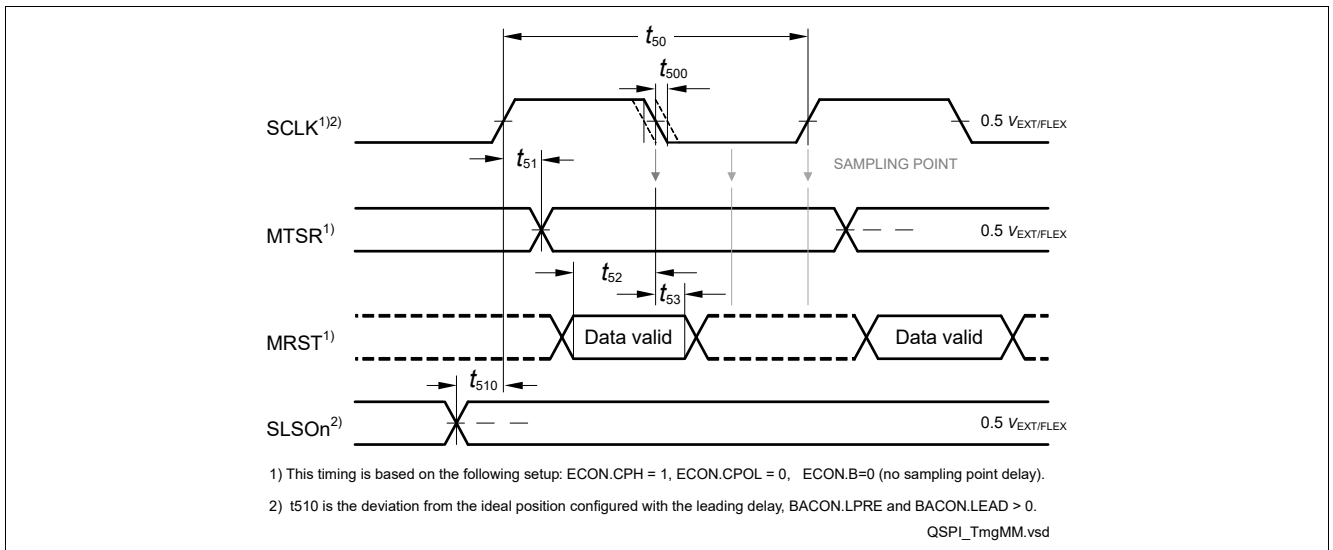 t50
t500
SCLK1)2)
0.5 VEXT/FLEX
t51
SAMPLING POINT
MTSR1)
0.5 VEXT/FLEX
t52
t53
MRST1)
Data valid
Data valid
t510
SLSOn2)
0.5 VEXT/FLEX
1) This timing is based on the following setup: ECON.CPH = 1, ECON.CPOL = 0, ECON.B=0 (no sampling point delay).
2) t510 is the deviation from the ideal position configured with the leading delay, BACON.LPRE and BACON.LEAD > 0.
QSPI_TmgMM.vsd